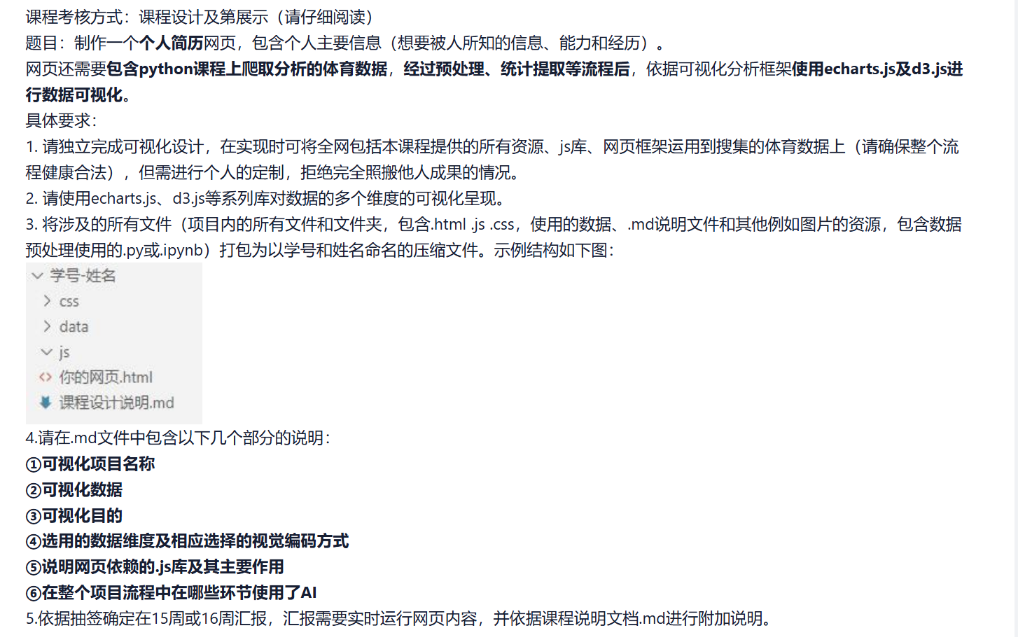 课程考核方式：课程设计及第展示（请仔细阅读）
题目：制作一个个人简历网页，包含个人主要信息（想要被人所知的信息、能力和经历）。
网页还需要包含python课程上爬取分析的体育数据，经过预处理、统计提取等流程后，依据可视化分析框架使用echarts.js及d3.js进
行数据可视化。
具体要求：
1. 请独立完成可视化设计，在实现时可将全网包括本课程提供的所有资源、js库、网页框架运用到搜集的体育数据上（请确保整个流
程健康合法），但需进行个人的定制，拒绝完全照搬他人成果的情况。
2. 请使用echarts.js、d3.js等系列库对数据的多个维度的可视化呈现。
3. 将涉及的所有文件（项目内的所有文件和文件夹，包含.html .js .css，使用的数据、.md说明文件和其他例如图片的资源，包含数据
预处理使用的.py或.ipynb）打包为以学号和姓名命名的压缩文件。示例结构如下图：
学号-姓名
css
data
js
你的网页.html
课程设计说明.md
4.请在.md文件中包含以下几个部分的说明：
①可视化项目名称
②可视化数据
③可视化目的
④选用的数据维度及相应选择的视觉编码方式
⑤说明网页依赖的.js库及其主要作用
⑥在整个项目流程中在哪些环节使用了AI
5.依据抽签确定在15周或16周汇报，汇报需要实时运行网页内容，并依据课程说明文档.md进行附加说明。